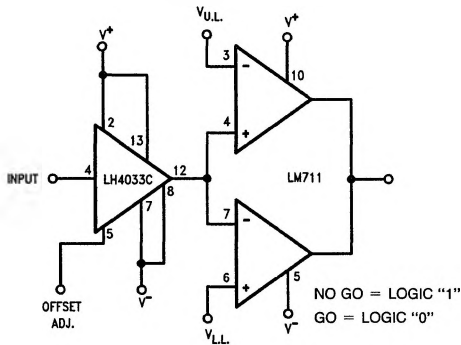 V_U.L.
V⁺
V⁺
3
−
10
2
13
4
+
INPUT
4
LH4033C
12
LM711
7
8
7
−
5
6
+
5
OFFSET
ADJ.
V⁻
V_L.L.
V⁻
NO GO = LOGIC "1"
GO = LOGIC "0"